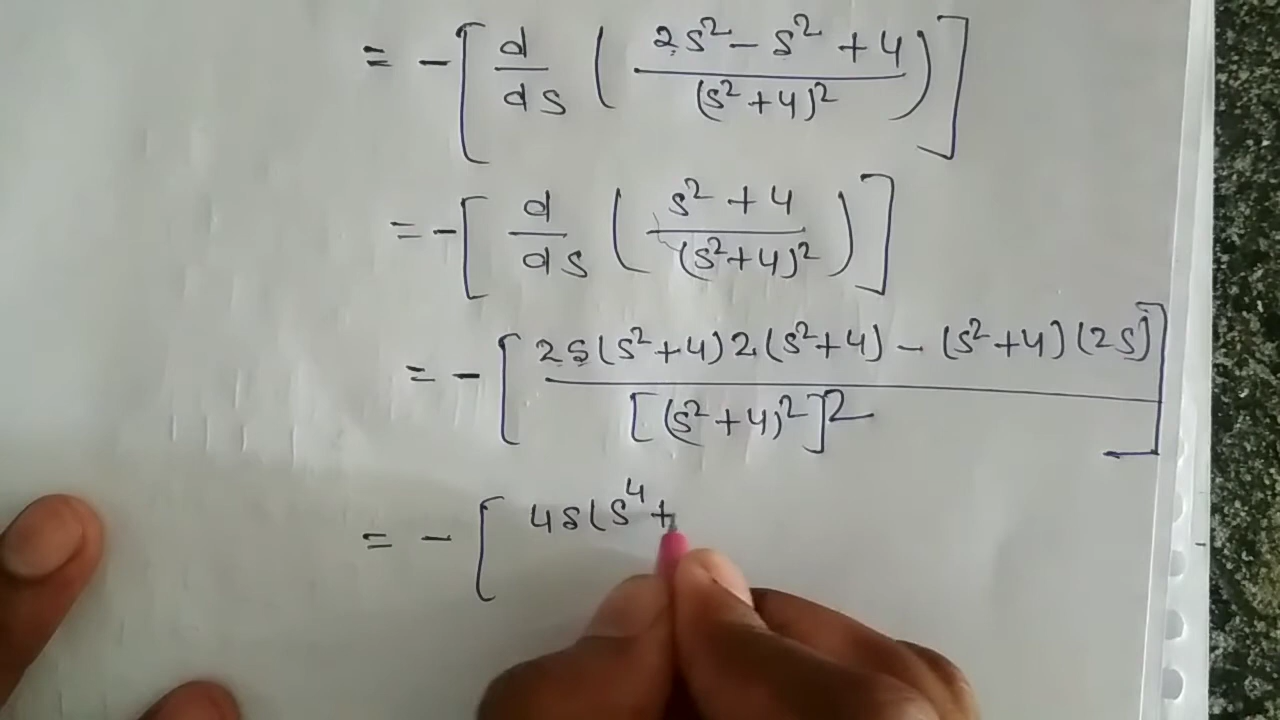 = - [ d/ds ( 2s² - s² + 4 / (s² + 4)² ) ]
= - [ d/ds ( s² + 4 / (s²+4)² ) ]
= - [ 2s(s²+4)2(s²+4) - (s²+4)(2s) / [(s²+4)²]² ]
= - [ 4s(s⁴+